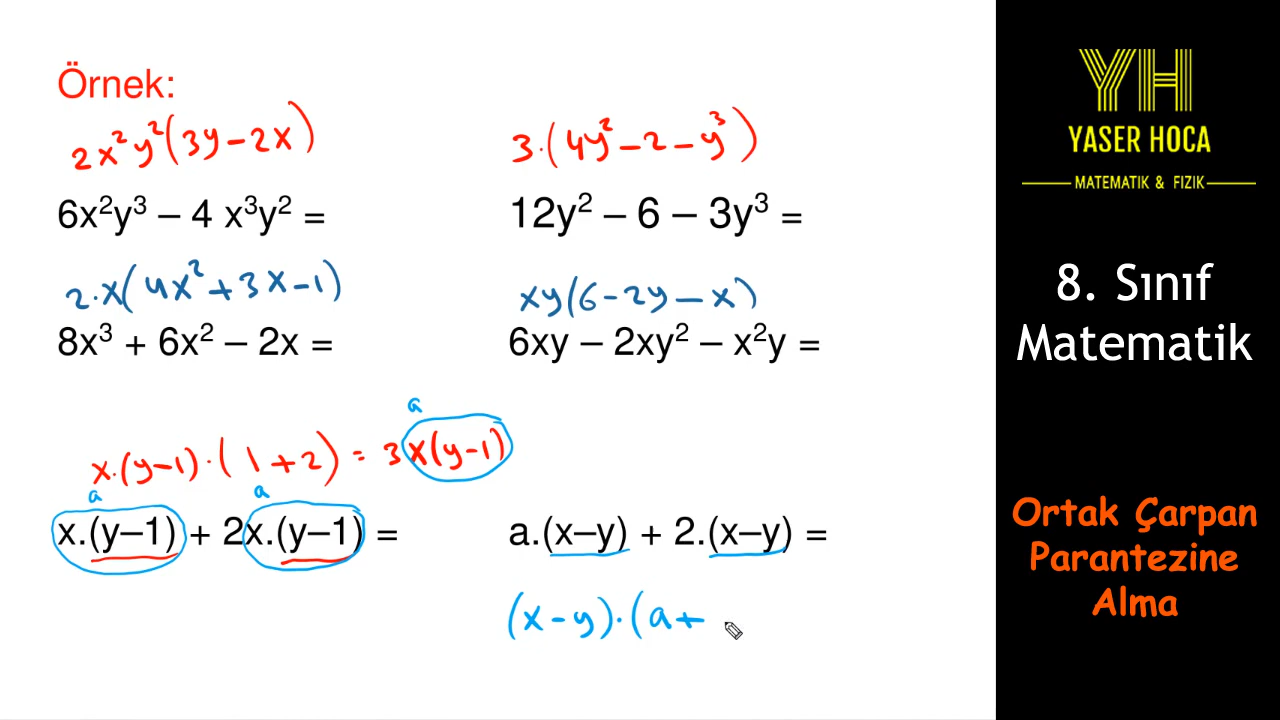 Örnek:
2x²y²(3y–2x)
6x²y³ – 4 x³y² =
2·x(4x²+3x–1)
8x³ + 6x² – 2x =
x·(y–1)·(1+2) = 3x(y–1)
a
a
a
x.(y–1) + 2x.(y–1) =
3·(4y²–2–y³)
12y² – 6 – 3y³ =
xy(6–2y–x)
6xy – 2xy² – x²y =
a.(x–y) + 2.(x–y) =
(x–y)·(a+
YH
YASER HOCA
MATEMATIK & FIZIK
8. Sınıf
Matematik
Ortak Çarpan
Parantezine
Alma